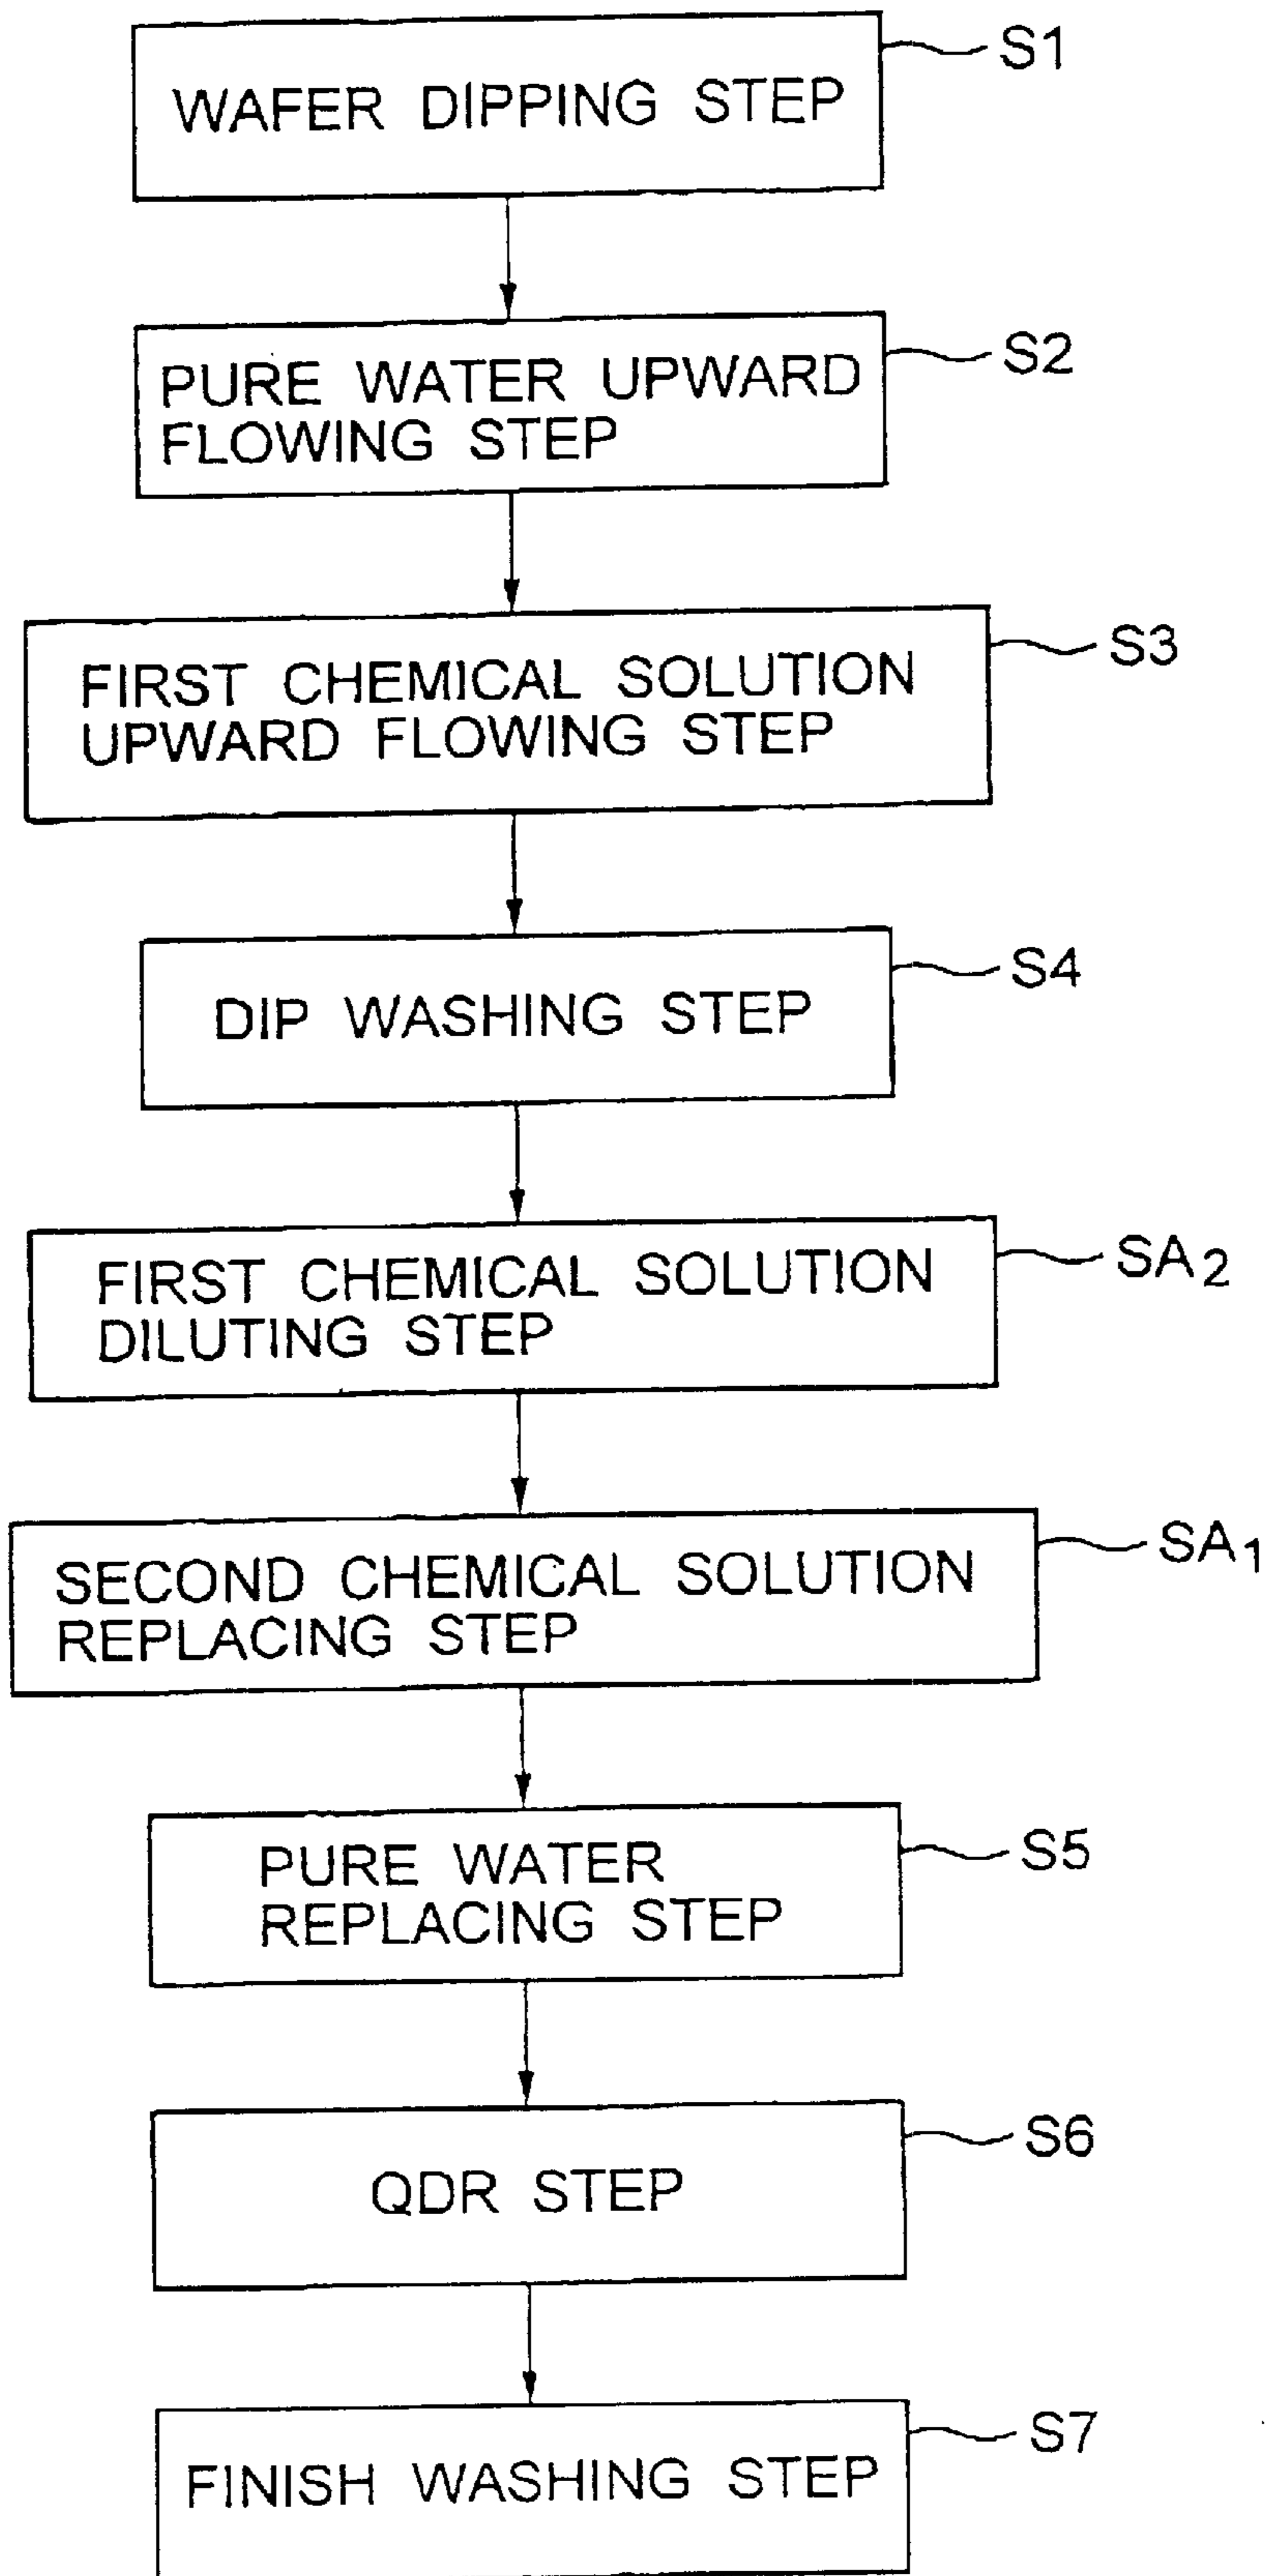 WAFER DIPPING STEP
S1
PURE WATER UPWARD
FLOWING STEP
S2
FIRST CHEMICAL SOLUTION
UPWARD FLOWING STEP
S3
DIP WASHING STEP
S4
FIRST CHEMICAL SOLUTION
DILUTING STEP
SA2
SECOND CHEMICAL SOLUTION
REPLACING STEP
SA1
PURE WATER
REPLACING STEP
S5
QDR STEP
S6
FINISH WASHING STEP
S7